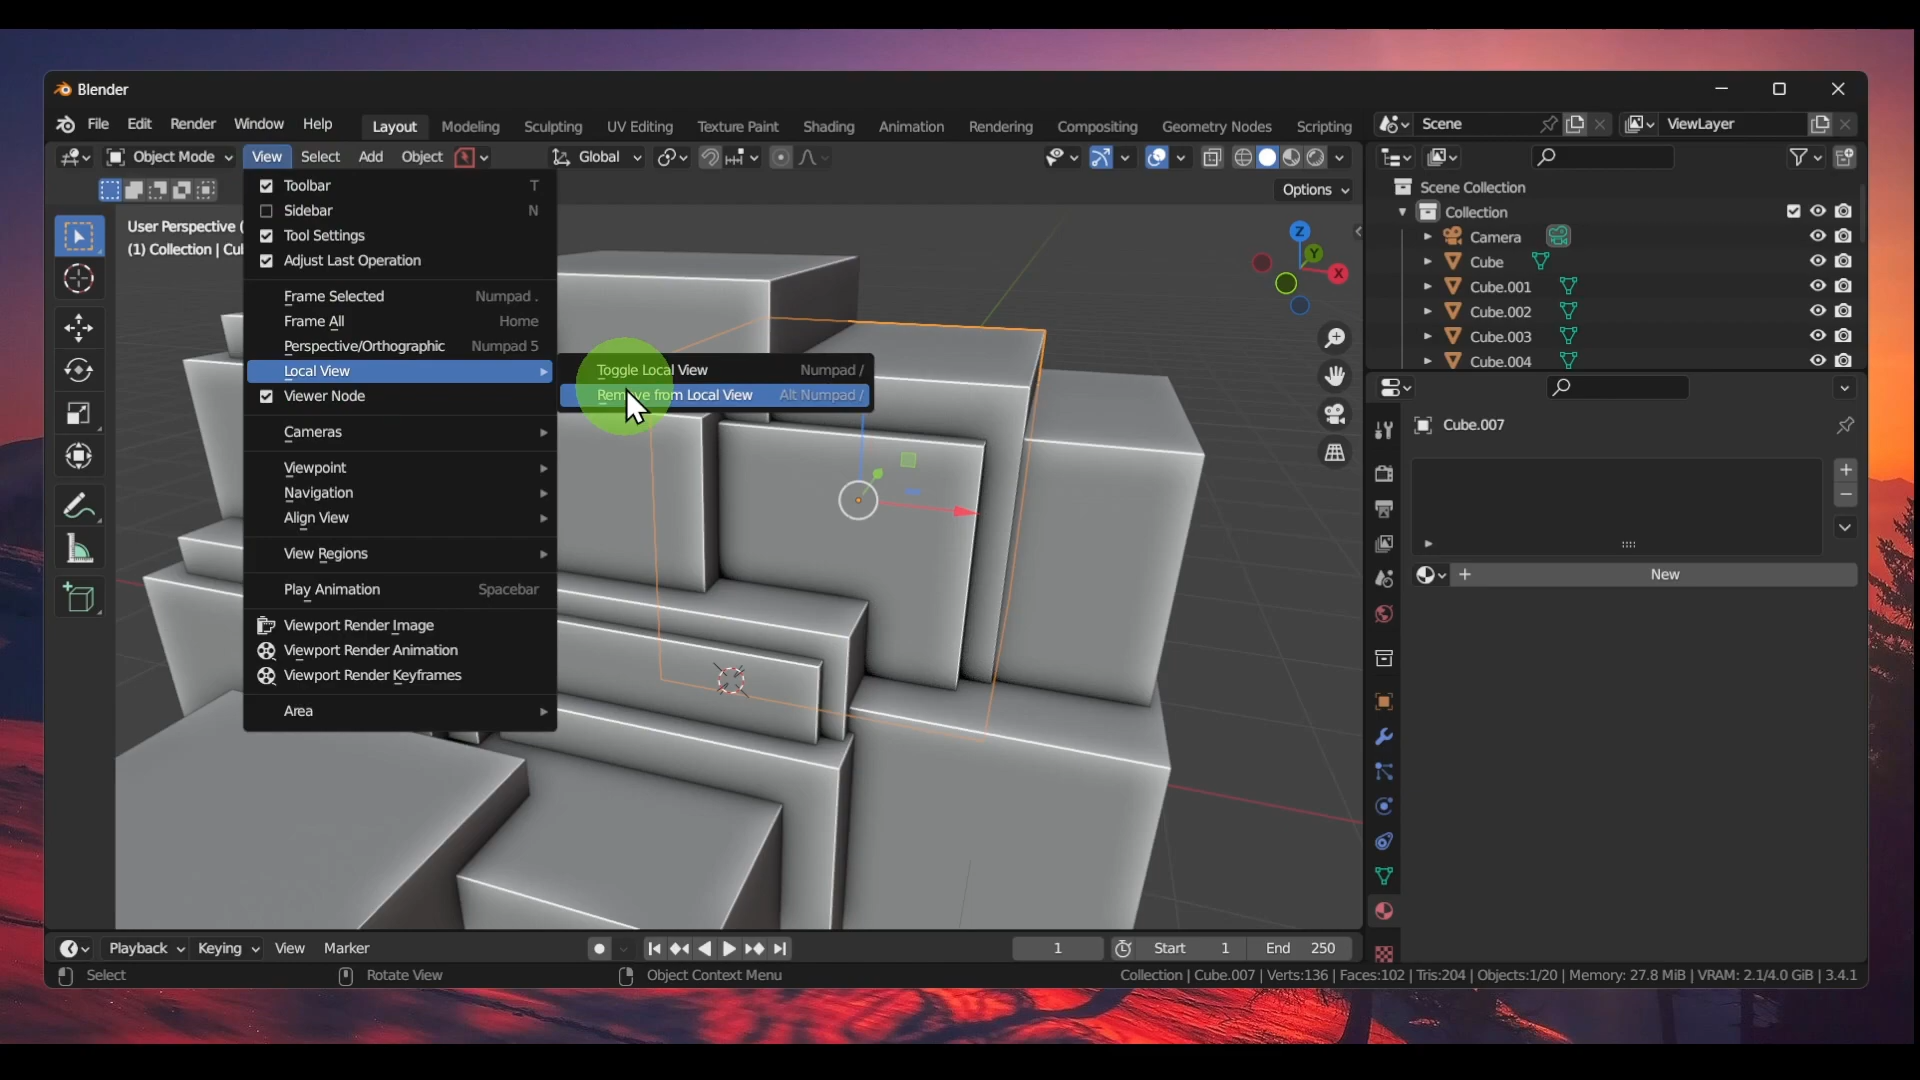 Blender
File Edit Render Window Help Layout Modeling Sculpting UV Editing Texture Paint Shading Animation Rendering Compositing Geometry Nodes Scripting Scene ViewLayer
Object Mode View Select Add Object Global
Options
User Perspective (
(1) Collection | Cu
Toolbar T
Sidebar N
Tool Settings
Adjust Last Operation
Frame Selected Numpad .
Frame All Home
Perspective/Orthographic Numpad 5
Local View
Viewer Node
Cameras
Viewpoint
Navigation
Align View
View Regions
Play Animation Spacebar
Viewport Render Image
Viewport Render Animation
Viewport Render Keyframes
Area
Toggle Local View Numpad /
Remove from Local View Alt Numpad /
Z
Y
X
Scene Collection
Collection
Camera
Cube
Cube.001
Cube.002
Cube.003
Cube.004
Cube.007
New
Playback Keying View Marker 1 Start 1 End 250
Select Rotate View Object Context Menu Collection | Cube.007 | Verts:136 | Faces:102 | Tris:204 | Objects:1/20 | Memory: 27.8 MiB | VRAM: 2.1/4.0 GiB | 3.4.1